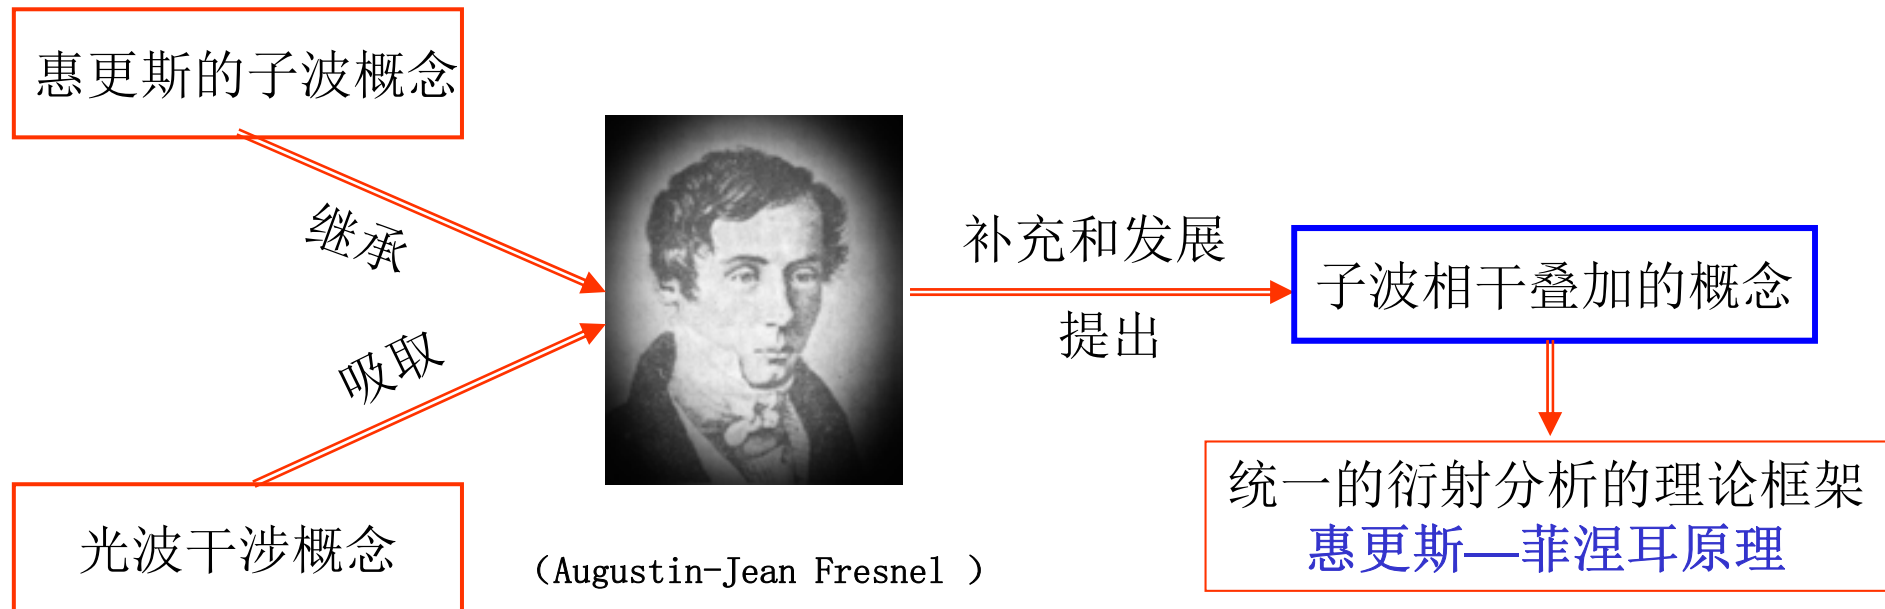 惠更斯的子波概念
继承
吸取
光波干涉概念
(Augustin-Jean Fresnel )
补充和发展
提出
子波相干叠加的概念
统一的衍射分析的理论框架
惠更斯—菲涅耳原理